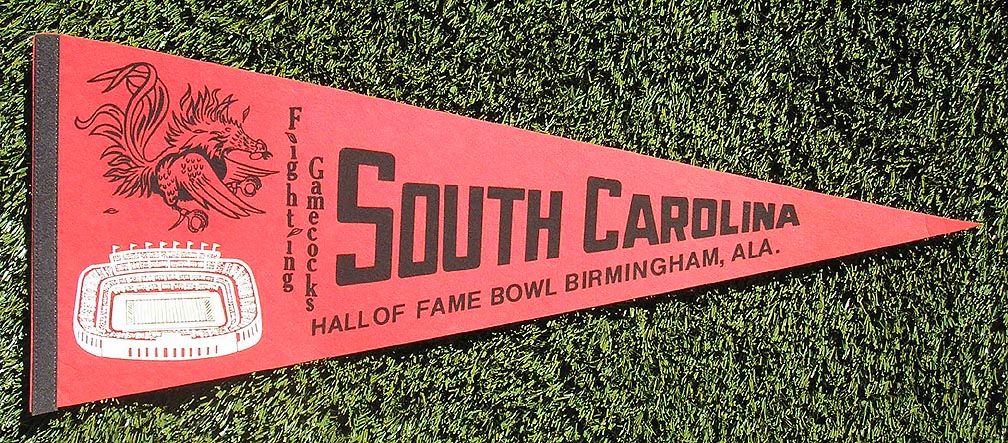 Fighting
Gamecocks
SOUTH CAROLINA
HALL OF FAME BOWL BIRMINGHAM, ALA.